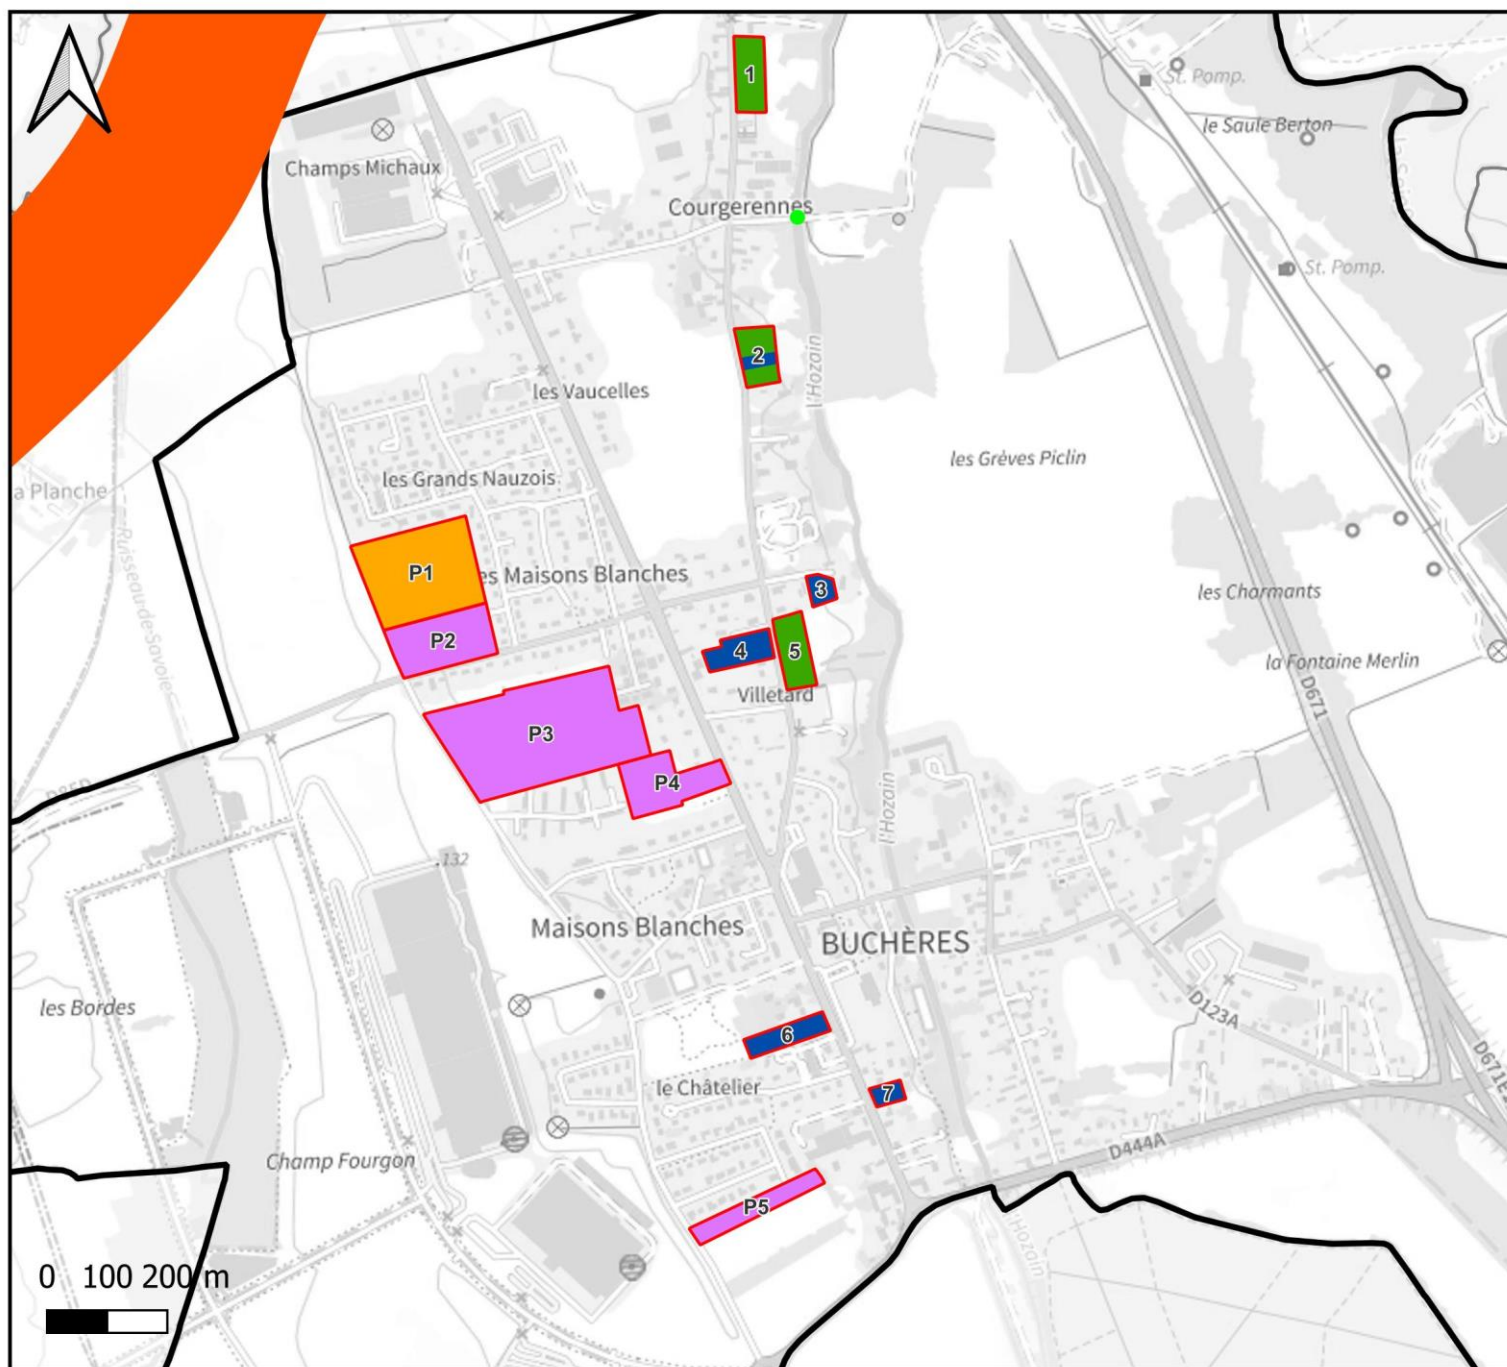 1
St. Pomp.
le Saule Berton
Champs Michaux
Courgerennes
St. Pomp.
2
l'Hozain
les Vaucelles
les Grèves Piclin
les Grands Nauzois
a Planche
Ruisseau de Savoie
P1
es Maisons Blanches
3
les Charmants
P2
4
5
la Fontaine Merlin
Villetard
D671
P3
P4
l'Hozain
132
Maisons Blanches
BUCHÈRES
les Bordes
D123A
6
D671E
le Châtelier
7
D444A
Champ Fourgon
P5
l'Hozain
0 100 200 m